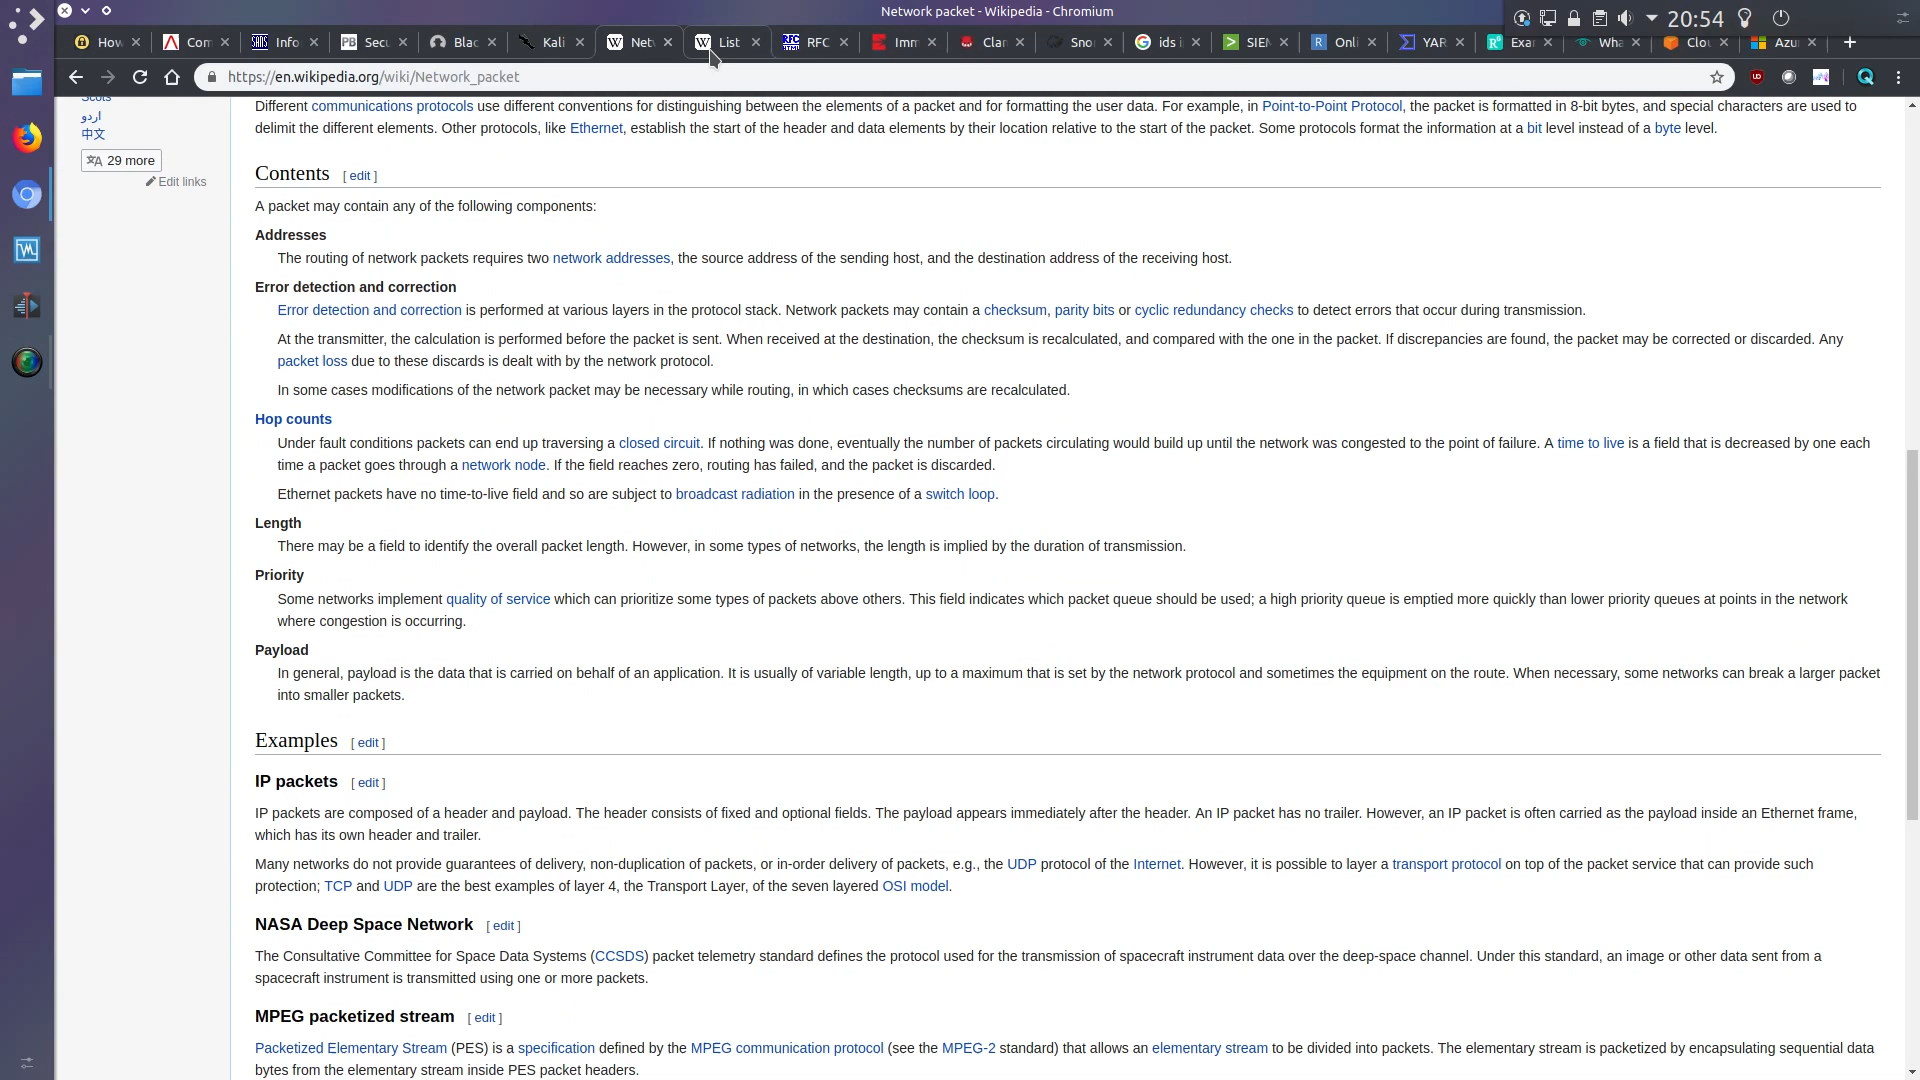 Network packet - Wikipedia - Chromium
20:54
How
Com
SANS Info
PB Secu
Blac
Kali
W Net
W List
RFC
Imm
Clar
Sno
ids i
SIEM
R Onli
YAR
Exar
Wha
Clou
Azu
https://en.wikipedia.org/wiki/Network_packet
Scots
اردو
中文
29 more
Edit links
Different communications protocols use different conventions for distinguishing between the elements of a packet and for formatting the user data. For example, in Point-to-Point Protocol, the packet is formatted in 8-bit bytes, and special characters are used to
delimit the different elements. Other protocols, like Ethernet, establish the start of the header and data elements by their location relative to the start of the packet. Some protocols format the information at a bit level instead of a byte level.
Contents [ edit ]
A packet may contain any of the following components:
Addresses
The routing of network packets requires two network addresses, the source address of the sending host, and the destination address of the receiving host.
Error detection and correction
Error detection and correction is performed at various layers in the protocol stack. Network packets may contain a checksum, parity bits or cyclic redundancy checks to detect errors that occur during transmission.
At the transmitter, the calculation is performed before the packet is sent. When received at the destination, the checksum is recalculated, and compared with the one in the packet. If discrepancies are found, the packet may be corrected or discarded. Any
packet loss due to these discards is dealt with by the network protocol.
In some cases modifications of the network packet may be necessary while routing, in which cases checksums are recalculated.
Hop counts
Under fault conditions packets can end up traversing a closed circuit. If nothing was done, eventually the number of packets circulating would build up until the network was congested to the point of failure. A time to live is a field that is decreased by one each
time a packet goes through a network node. If the field reaches zero, routing has failed, and the packet is discarded.
Ethernet packets have no time-to-live field and so are subject to broadcast radiation in the presence of a switch loop.
Length
There may be a field to identify the overall packet length. However, in some types of networks, the length is implied by the duration of transmission.
Priority
Some networks implement quality of service which can prioritize some types of packets above others. This field indicates which packet queue should be used; a high priority queue is emptied more quickly than lower priority queues at points in the network
where congestion is occurring.
Payload
In general, payload is the data that is carried on behalf of an application. It is usually of variable length, up to a maximum that is set by the network protocol and sometimes the equipment on the route. When necessary, some networks can break a larger packet
into smaller packets.
Examples [ edit ]
IP packets [ edit ]
IP packets are composed of a header and payload. The header consists of fixed and optional fields. The payload appears immediately after the header. An IP packet has no trailer. However, an IP packet is often carried as the payload inside an Ethernet frame,
which has its own header and trailer.
Many networks do not provide guarantees of delivery, non-duplication of packets, or in-order delivery of packets, e.g., the UDP protocol of the Internet. However, it is possible to layer a transport protocol on top of the packet service that can provide such
protection; TCP and UDP are the best examples of layer 4, the Transport Layer, of the seven layered OSI model.
NASA Deep Space Network [ edit ]
The Consultative Committee for Space Data Systems (CCSDS) packet telemetry standard defines the protocol used for the transmission of spacecraft instrument data over the deep-space channel. Under this standard, an image or other data sent from a
spacecraft instrument is transmitted using one or more packets.
MPEG packetized stream [ edit ]
Packetized Elementary Stream (PES) is a specification defined by the MPEG communication protocol (see the MPEG-2 standard) that allows an elementary stream to be divided into packets. The elementary stream is packetized by encapsulating sequential data
bytes from the elementary stream inside PES packet headers.